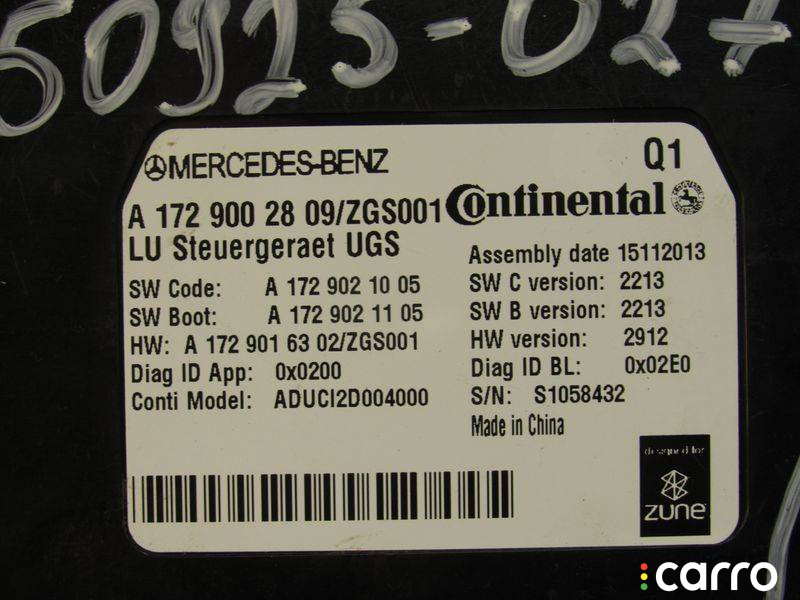 50925-027
MERCEDES-BENZ
Q1
A 172 900 28 09/ZGS001
Continental
LU Steuergeraet UGS
Assembly date 15112013
SW Code: A 172 902 10 05
SW C version: 2213
SW Boot: A 172 902 11 05
SW B version: 2213
HW: A 172 901 63 02/ZGS001
HW version: 2912
Diag ID App: 0x0200
Diag ID BL: 0x02E0
Conti Model: ADUCI2D004000
S/N: S1058432
Made in China
designed for
zune
carro